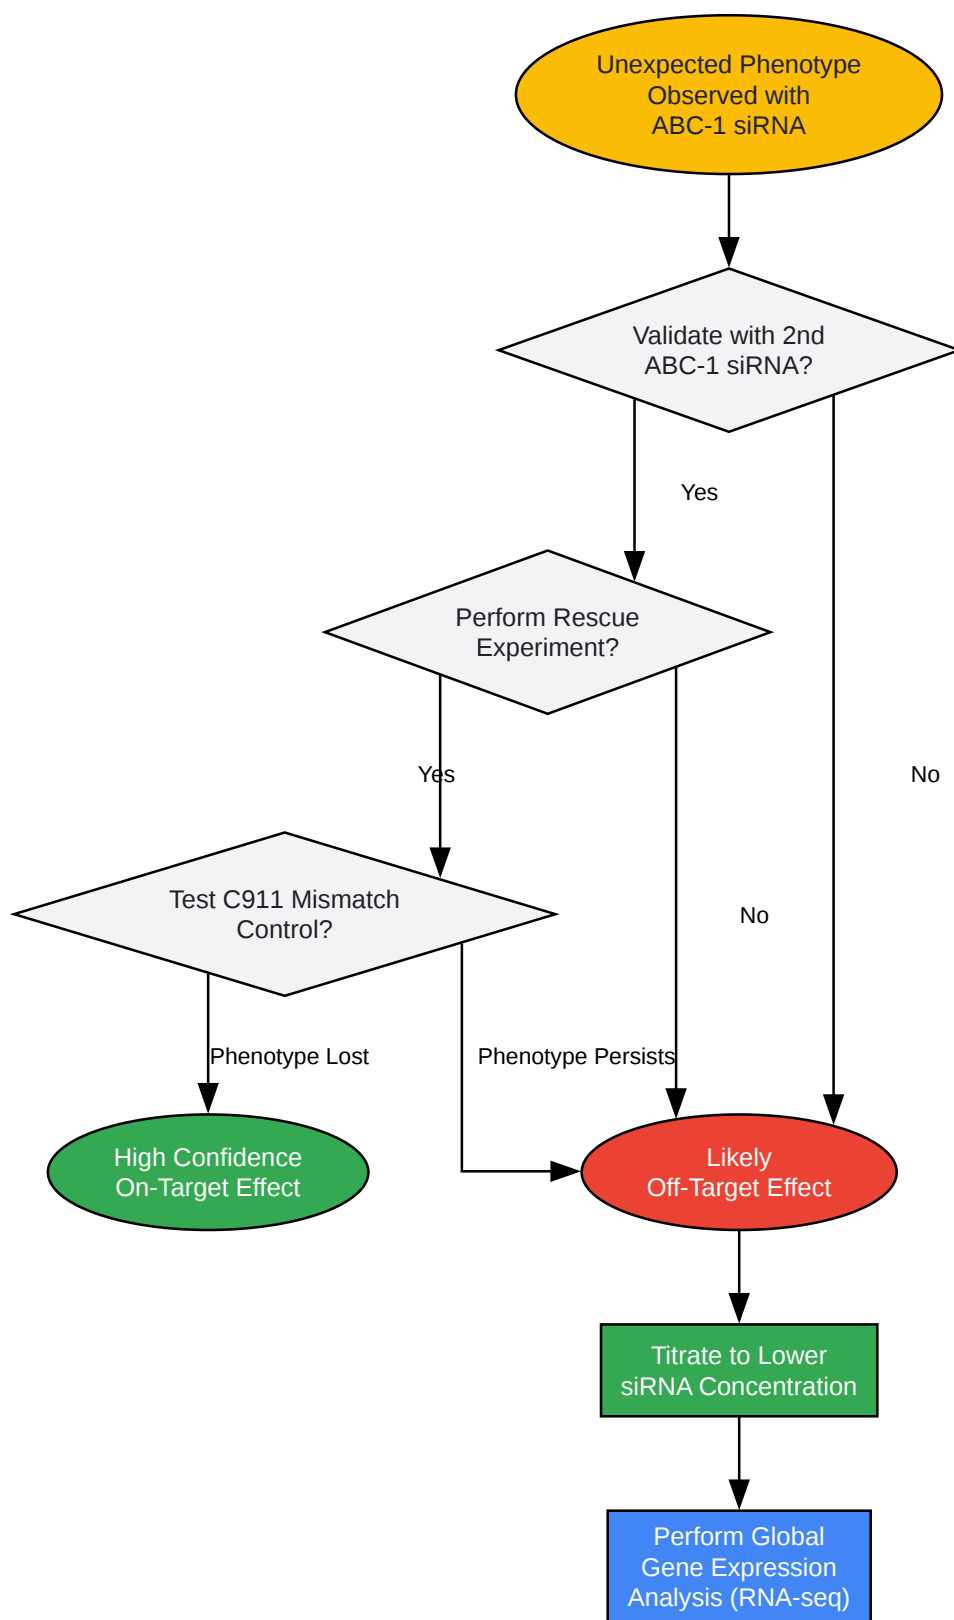 Unexpected Phenotype
Observed with
ABC-1 siRNA
Validate with 2nd
ABC-1 siRNA?
Yes
Perform Rescue
Experiment?
Yes
No
Test C911 Mismatch
Control?
No
Phenotype Lost
Phenotype Persists
High Confidence
On-Target Effect
Likely
Off-Target Effect
Titrate to Lower
siRNA Concentration
Perform Global
Gene Expression
Analysis (RNA-seq)